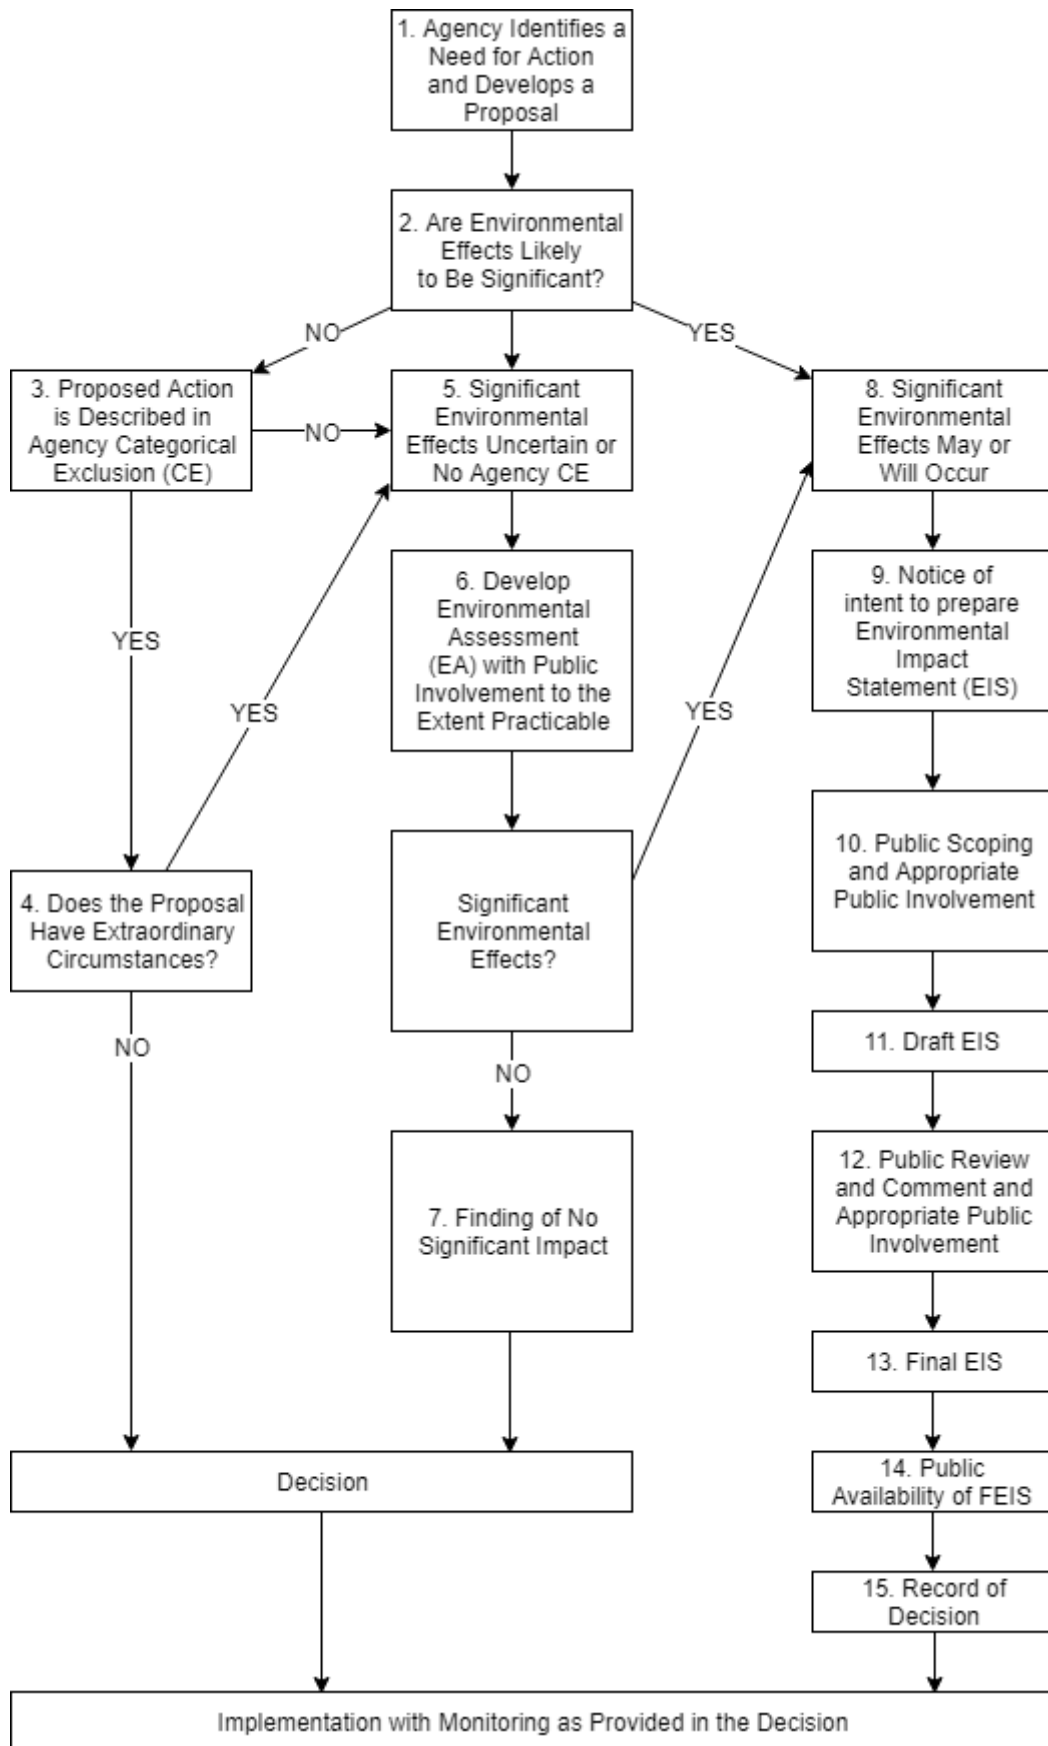 1. Agency Identifies a
Need for Action
and Develops a
Proposal
2. Are Environmental
Effects Likely
to Be Significant?
NO
YES
3. Proposed Action
is Described in
Agency Categorical
Exclusion (CE)
NO
5. Significant
Environmental
Effects Uncertain or
No Agency CE
8. Significant
Environmental
Effects May or
Will Occur
YES
YES
6. Develop
Environmental
Assessment
(EA) with Public
Involvement to the
Extent Practicable
YES
9. Notice of
intent to prepare
Environmental
Impact
Statement (EIS)
4. Does the Proposal
Have Extraordinary
Circumstances?
Significant
Environmental
Effects?
10. Public Scoping
and Appropriate
Public Involvement
NO
NO
11. Draft EIS
7. Finding of No
Significant Impact
12. Public Review
and Comment and
Appropriate Public
Involvement
13. Final EIS
Decision
14. Public
Availability of FEIS
15. Record of
Decision
Implementation with Monitoring as Provided in the Decision